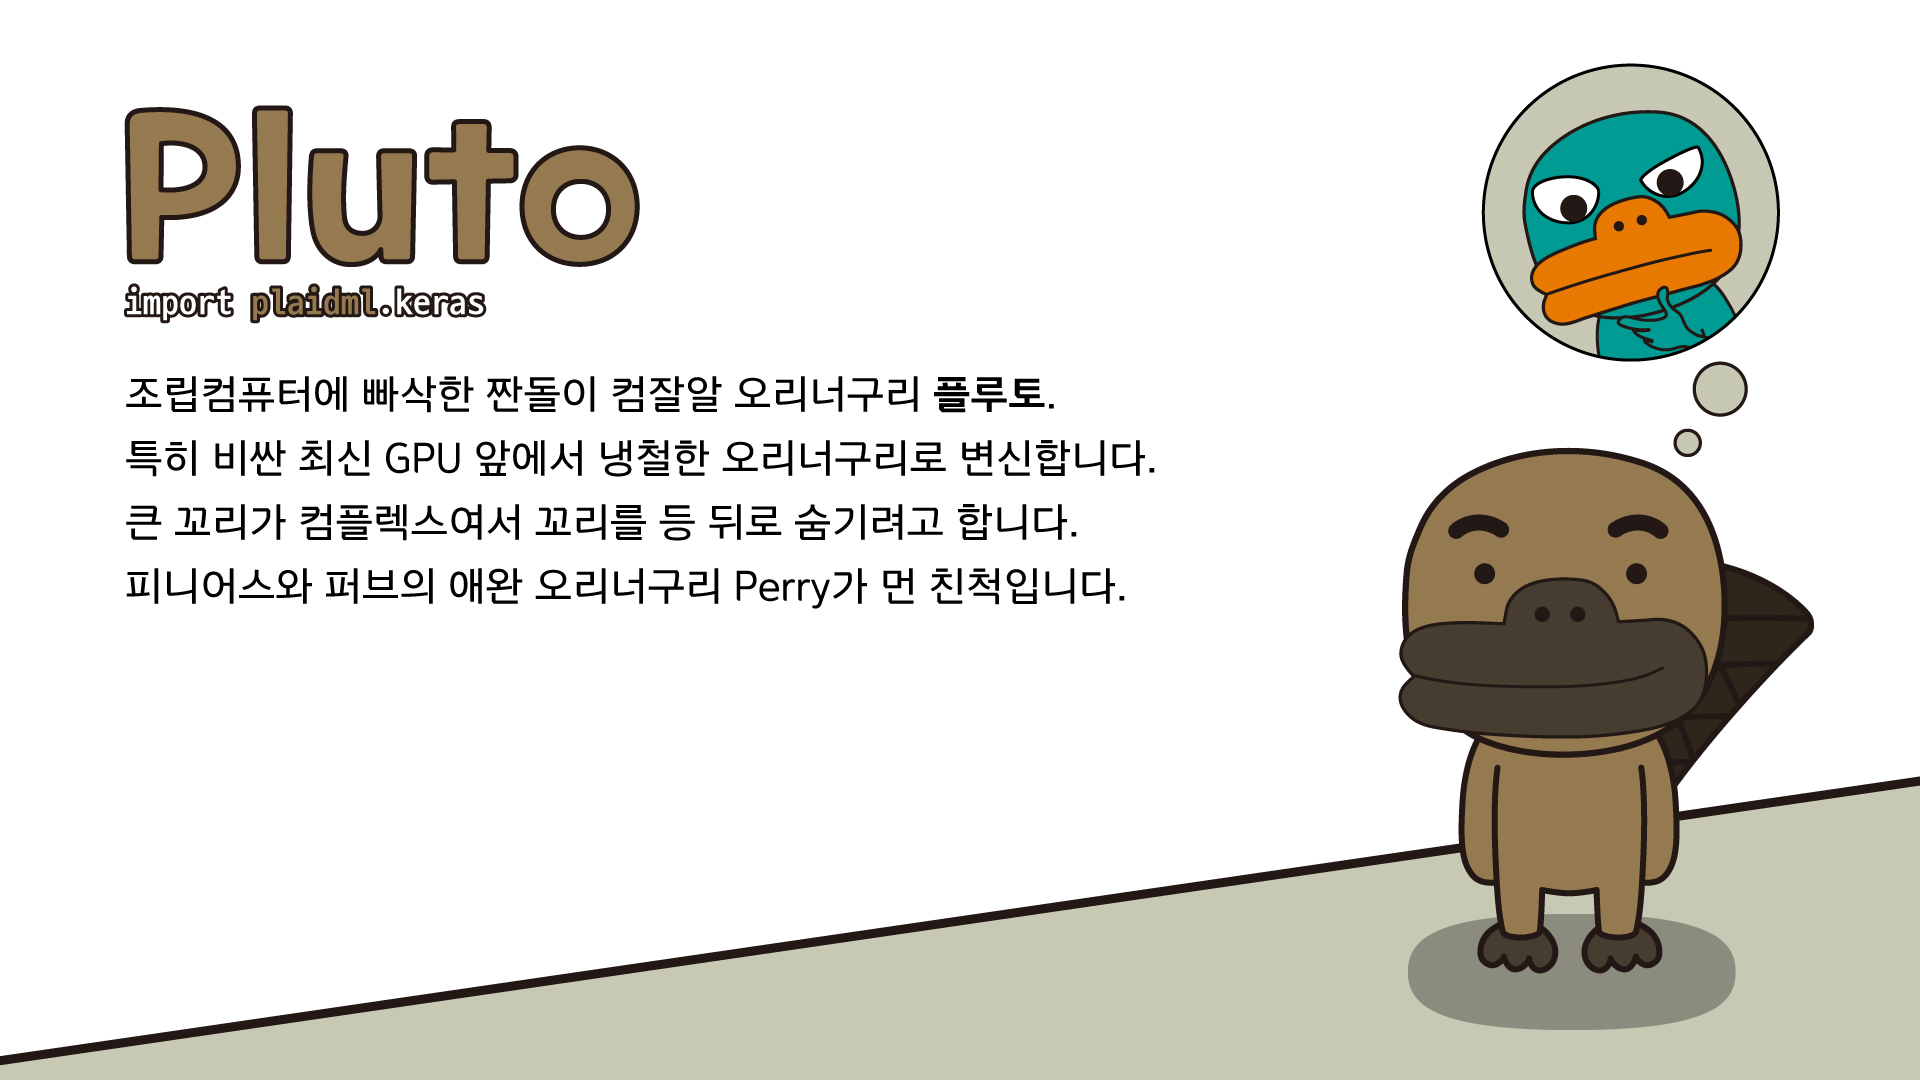 Pluto
import plaidml.keras
조립컴퓨터에 빠삭한 짠돌이 컴잘알 오리너구리 플루토.
특히 비싼 최신 GPU 앞에서 냉철한 오리너구리로 변신합니다.
큰 꼬리가 컴플렉스여서 꼬리를 등 뒤로 숨기려고 합니다.
피니어스와 퍼브의 애완 오리너구리 Perry가 먼 친척입니다.